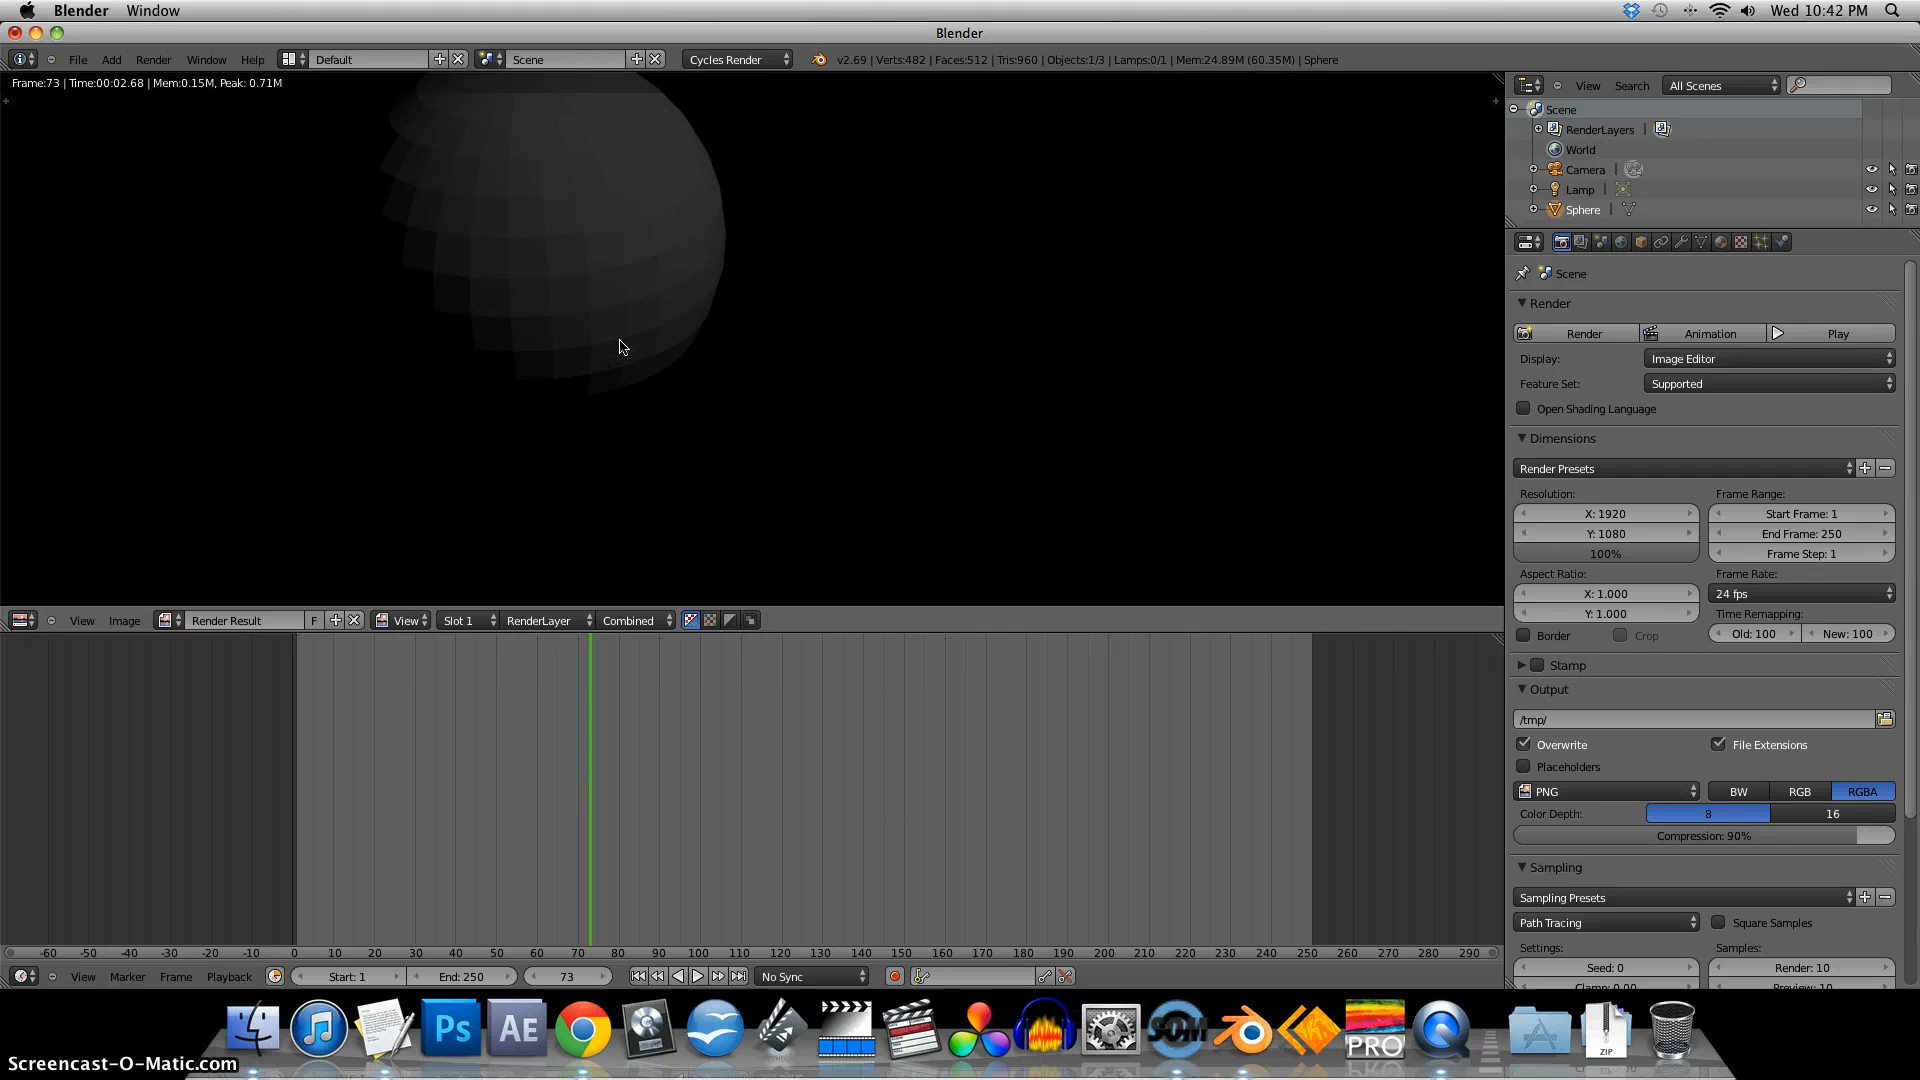 Blender Window Wed 10:42 PM
Blender
File Add Render Window Help Default Scene Cycles Render v2.69 | Verts:482 | Faces:512 | Tris:960 | Objects:1/3 | Lamps:0/1 | Mem:24.89M (60.35M) | Sphere
Frame:73 | Time:00:02.68 | Mem:0.15M, Peak: 0.71M
View Search All Scenes
Scene
RenderLayers |
World
Camera |
Lamp |
Sphere |
Scene
Render
Render Animation Play
Display: Image Editor
Feature Set: Supported
Open Shading Language
Dimensions
Render Presets
Resolution: Frame Range:
X: 1920 Start Frame: 1
Y: 1080 End Frame: 250
100% Frame Step: 1
Aspect Ratio: Frame Rate:
X: 1.000 24 fps
Y: 1.000 Time Remapping:
Border Crop Old: 100 New: 100
Stamp
Output
/tmp/
Overwrite File Extensions
Placeholders
PNG BW RGB RGBA
Color Depth: 8 16
Compression: 90%
Sampling
Sampling Presets
Path Tracing Square Samples
Settings: Samples:
Seed: 0 Render: 10
Clamp: 0.00 Preview: 10
View Image Render Result F View Slot 1 RenderLayer Combined
-60 -50 -40 -30 -20 -10 0 10 20 30 40 50 60 70 80 90 100 110 120 130 140 150 160 170 180 190 200 210 220 230 240 250 260 270 280 290
View Marker Frame Playback Start: 1 End: 250 73 No Sync
Ps AE SOM PRO ZIP
Screencast-O-Matic.com